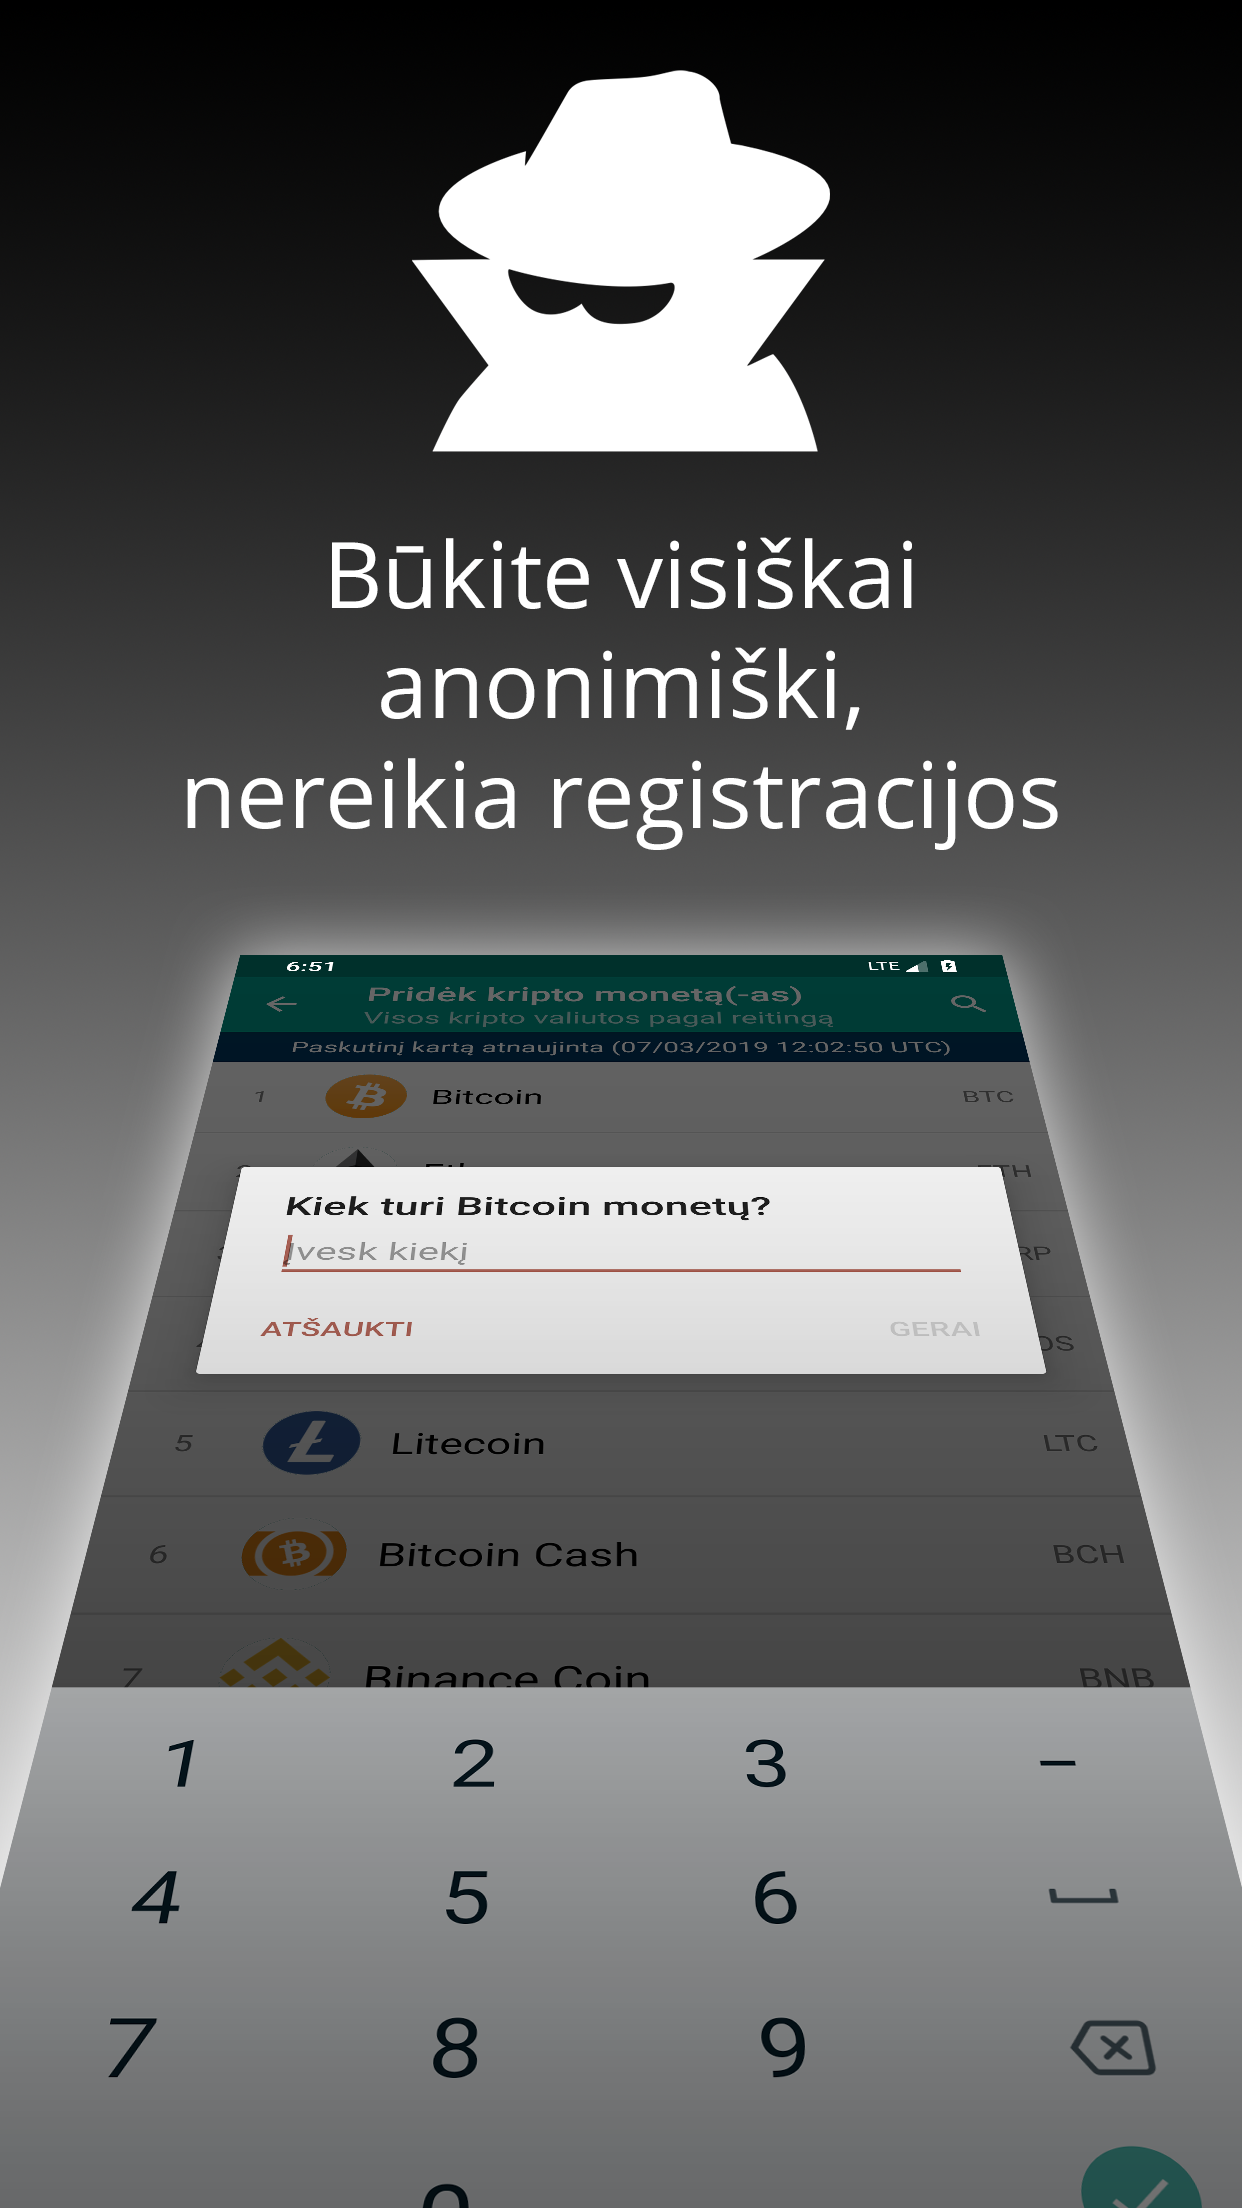 Būkite visiškai
anonimiški,
nereikia registracijos
6:51 LTE
Pridėk kripto monetą(-as)
Visos kripto valiutos pagal reitingą
Paskutinį kartą atnaujinta (07/03/2019 12:02:50 UTC)
1 Bitcoin BTC
Kiek turi Bitcoin monetų?
Įvesk kiekį
ATŠAUKTI GERAI
5 Litecoin LTC
6 Bitcoin Cash BCH
7 Binance Coin BNB
1 2 3 –
4 5 6
7 8 9
0